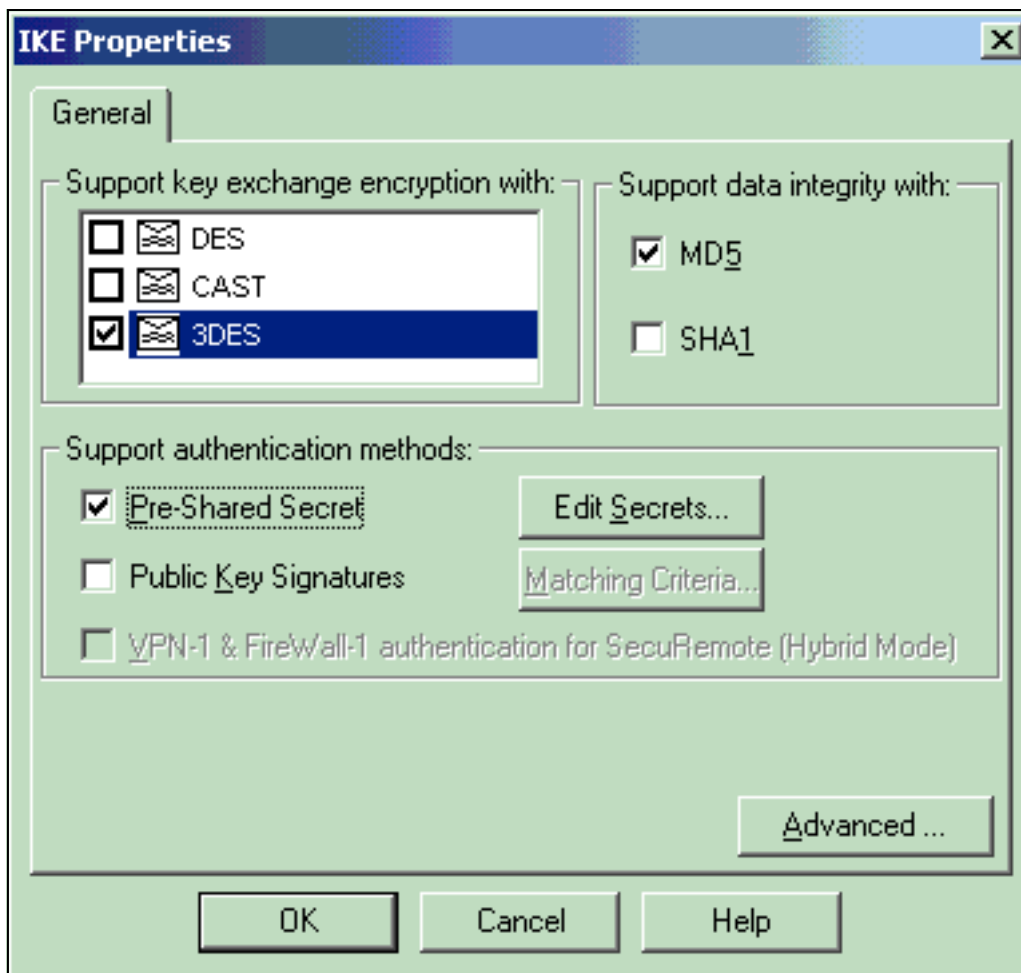 IKE Properties
General
Support key exchange encryption with:
DES
CAST
3DES
Support data integrity with:
MD5
SHA1
Support authentication methods:
Pre-Shared Secret
Edit Secrets...
Public Key Signatures
Matching Criteria...
VPN-1 & FireWall-1 authentication for SecuRemote (Hybrid Mode)
Advanced ...
OK
Cancel
Help